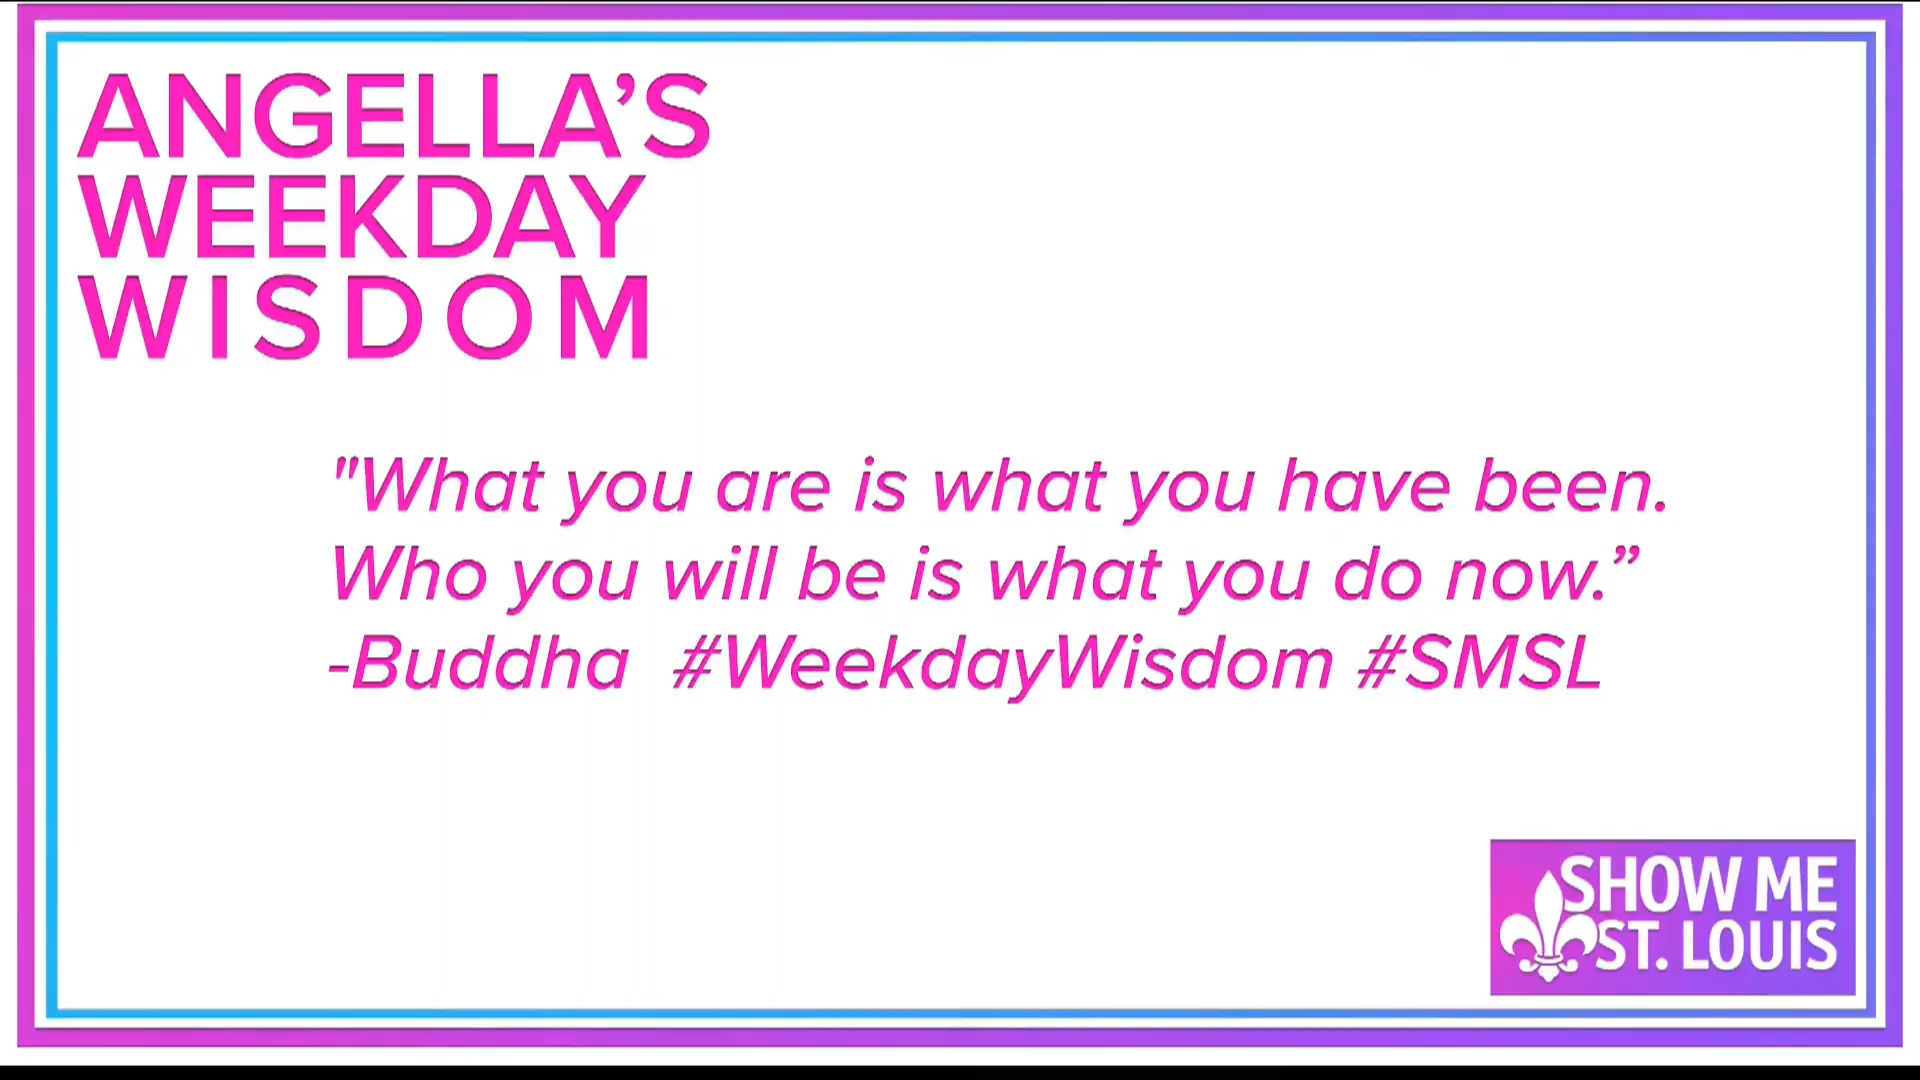 ANGELLA’S
WEEKDAY
WISDOM
"What you are is what you have been.
Who you will be is what you do now.”
-Buddha  #WeekdayWisdom #SMSL
SHOW ME
ST. LOUIS